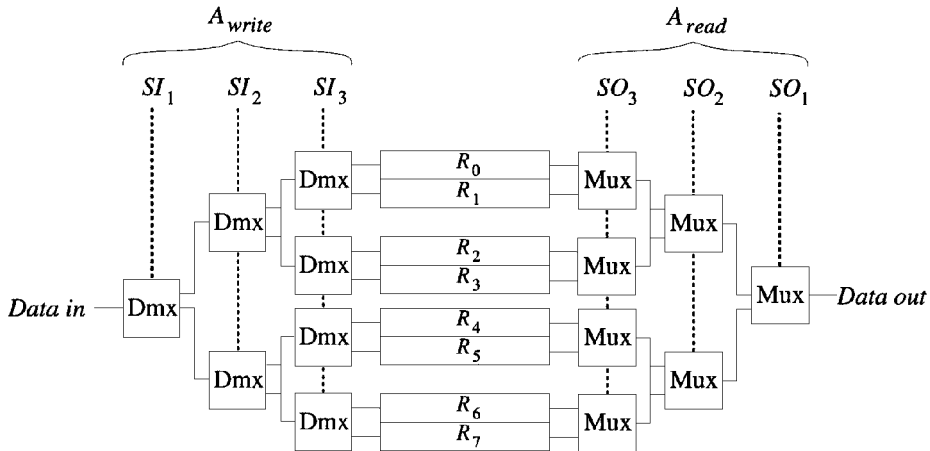 A_write A_read
SI_1 SI_2 SI_3 SO_3 SO_2 SO_1
R_0
Dmx Mux
R_1
Dmx Mux
R_2
Dmx Mux
R_3
Data in Dmx Mux Data out
R_4
Dmx Mux
R_5
Dmx Mux
R_6
Dmx Mux
R_7